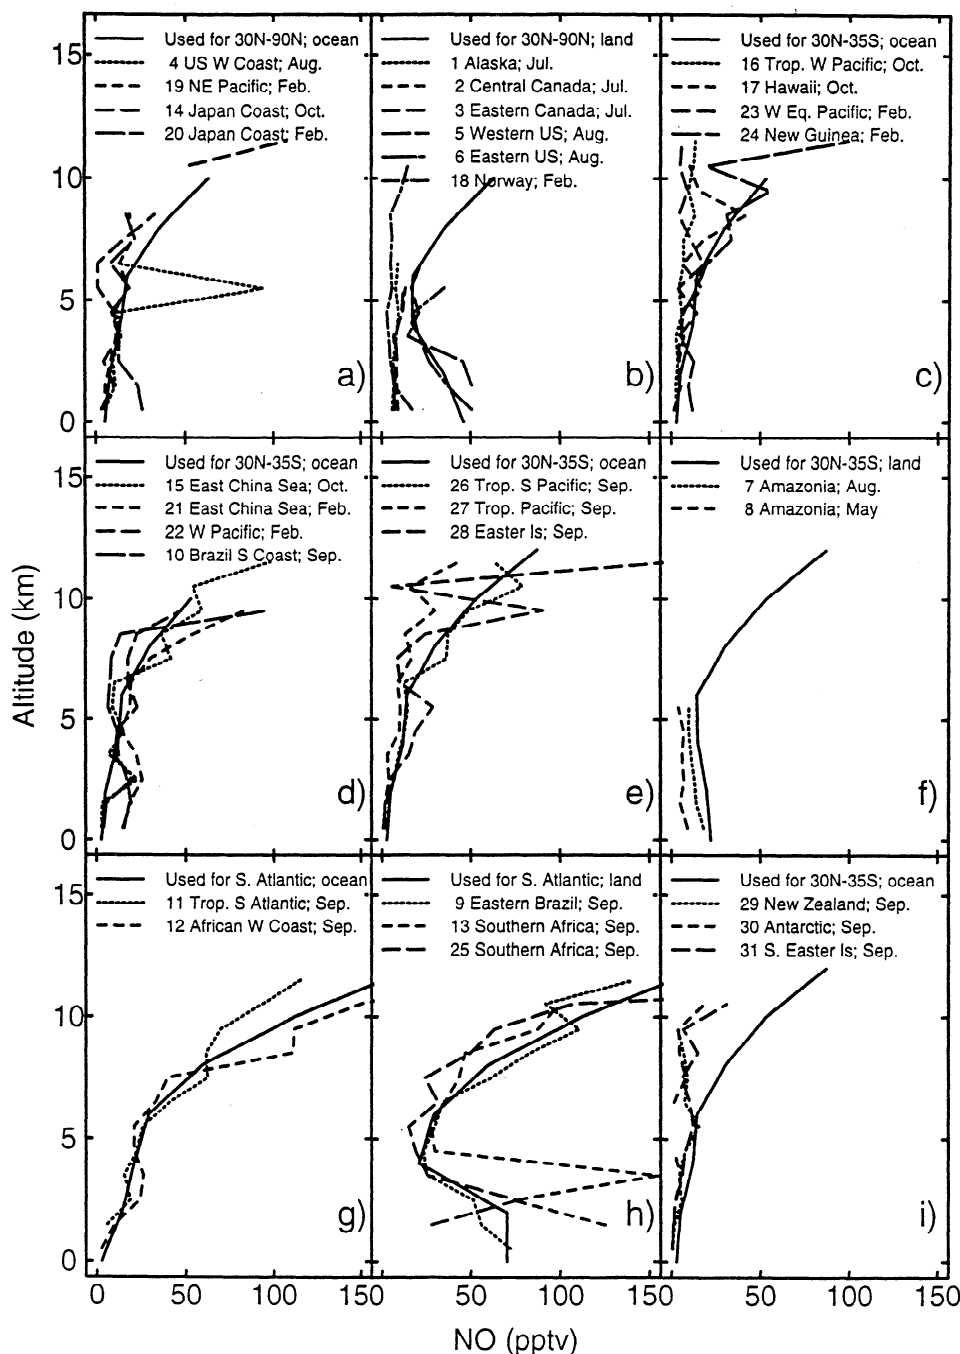 15
10
5
0
Used for 30N-90N; ocean
4 US W Coast; Aug.
19 NE Pacific; Feb.
14 Japan Coast; Oct.
20 Japan Coast; Feb.
a)
Used for 30N-90N; land
1 Alaska; Jul.
2 Central Canada; Jul.
3 Eastern Canada; Jul.
5 Western US; Aug.
6 Eastern US; Aug.
18 Norway; Feb.
b)
Used for 30N-35S; ocean
16 Trop. W Pacific; Oct.
17 Hawaii; Oct.
23 W Eq. Pacific; Feb.
24 New Guinea; Feb.
c)
Altitude (km)
15
10
5
0
Used for 30N-35S; ocean
15 East China Sea; Oct.
21 East China Sea; Feb.
22 W Pacific; Feb.
10 Brazil S Coast; Sep.
d)
Used for 30N-35S; ocean
26 Trop. S Pacific; Sep.
27 Trop. Pacific; Sep.
28 Easter Is; Sep.
e)
Used for 30N-35S; land
7 Amazonia; Aug.
8 Amazonia; May
f)
15
10
5
0
Used for S. Atlantic; ocean
11 Trop. S Atlantic; Sep.
12 African W Coast; Sep.
g)
Used for S. Atlantic; land
9 Eastern Brazil; Sep.
13 Southern Africa; Sep.
25 Southern Africa; Sep.
h)
Used for 30N-35S; ocean
29 New Zealand; Sep.
30 Antarctic; Sep.
31 S. Easter Is; Sep.
i)
0 50 100 150 0 50 100 150 0 50 100 150
NO (pptv)